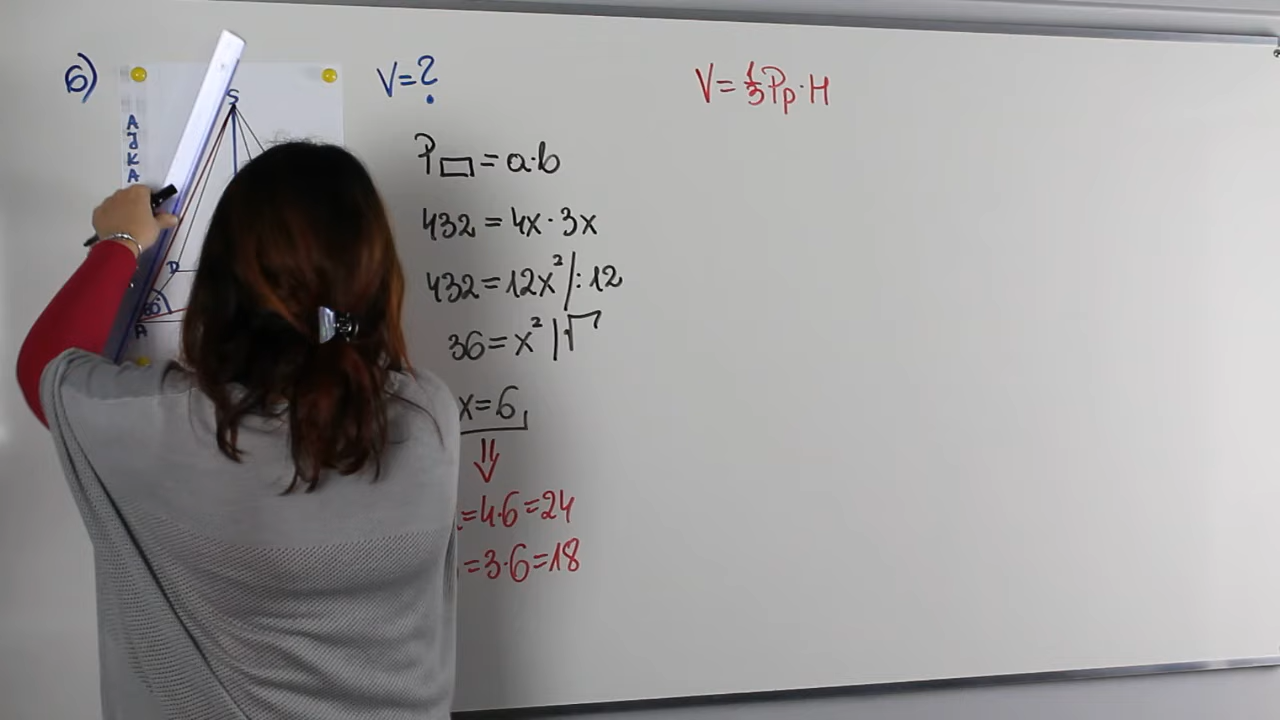 6)
A
J
K
A
S
D
60°
A
V=?
P▭=a·b
432=4x·3x
432=12x²/:12
36=x²|√
x=6
⇓
=4·6=24
=3·6=18
V=⅓Pp·H